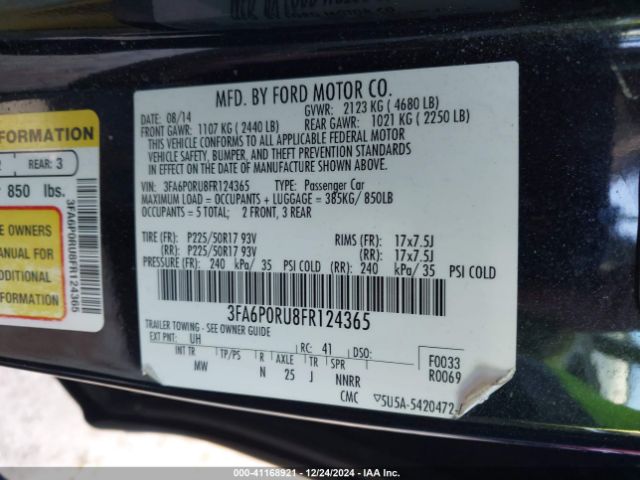 MFD. BY FORD MOTOR CO.
DATE: 08/14 GVWR: 2123 KG ( 4680 LB)
FRONT GAWR: 1107 KG ( 2440 LB) REAR GAWR: 1021 KG ( 2250 LB)
THIS VEHICLE CONFORMS TO ALL APPLICABLE FEDERAL MOTOR
VEHICLE SAFETY, BUMPER, AND THEFT PREVENTION STANDARDS
IN EFFECT ON THE DATE OF MANUFACTURE SHOWN ABOVE.
VIN: 3FA6P0RU8FR124365 TYPE: Passenger Car
MAXIMUM LOAD = OCCUPANTS + LUGGAGE = 385KG/ 850LB
OCCUPANTS = 5 TOTAL; 2 FRONT, 3 REAR
TIRE (FR): P225/50R17 93V RIMS (FR): 17x7.5J
(RR): P225/50R17 93V (RR): 17x7.5J
PRESSURE (FR): 240 kPa/ 35 PSI COLD (RR): 240 kPa/ 35 PSI COLD
3FA6P0RU8FR124365
TRAILER TOWING - SEE OWNER GUIDE
EXT PNT: UH RC: 41 DSO: F0033
INT TR TP/PS R AXLE TR SPR R0069
MW N 25 J NNRR
CMC 5U5A-5420472-
INFORMATION
REAR: 3
850 lbs.
E OWNERS
ANUAL FOR
ADDITIONAL
INFORMATION
3FA6P0RU8FR124365
000-41168921 - 12/24/2024 - IAAI.com